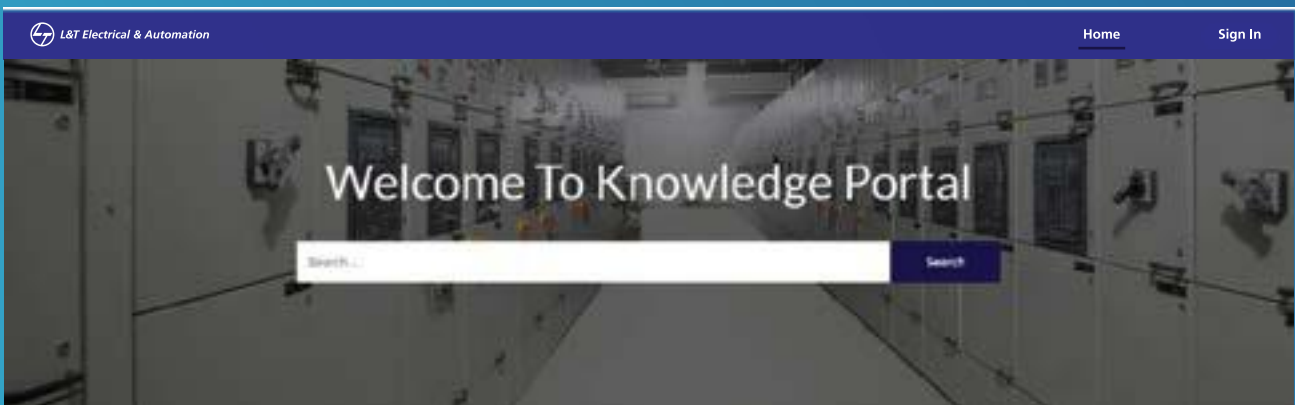 L&T Electrical & Automation
Home
Sign In
Welcome To Knowledge Portal
Search ...
Search